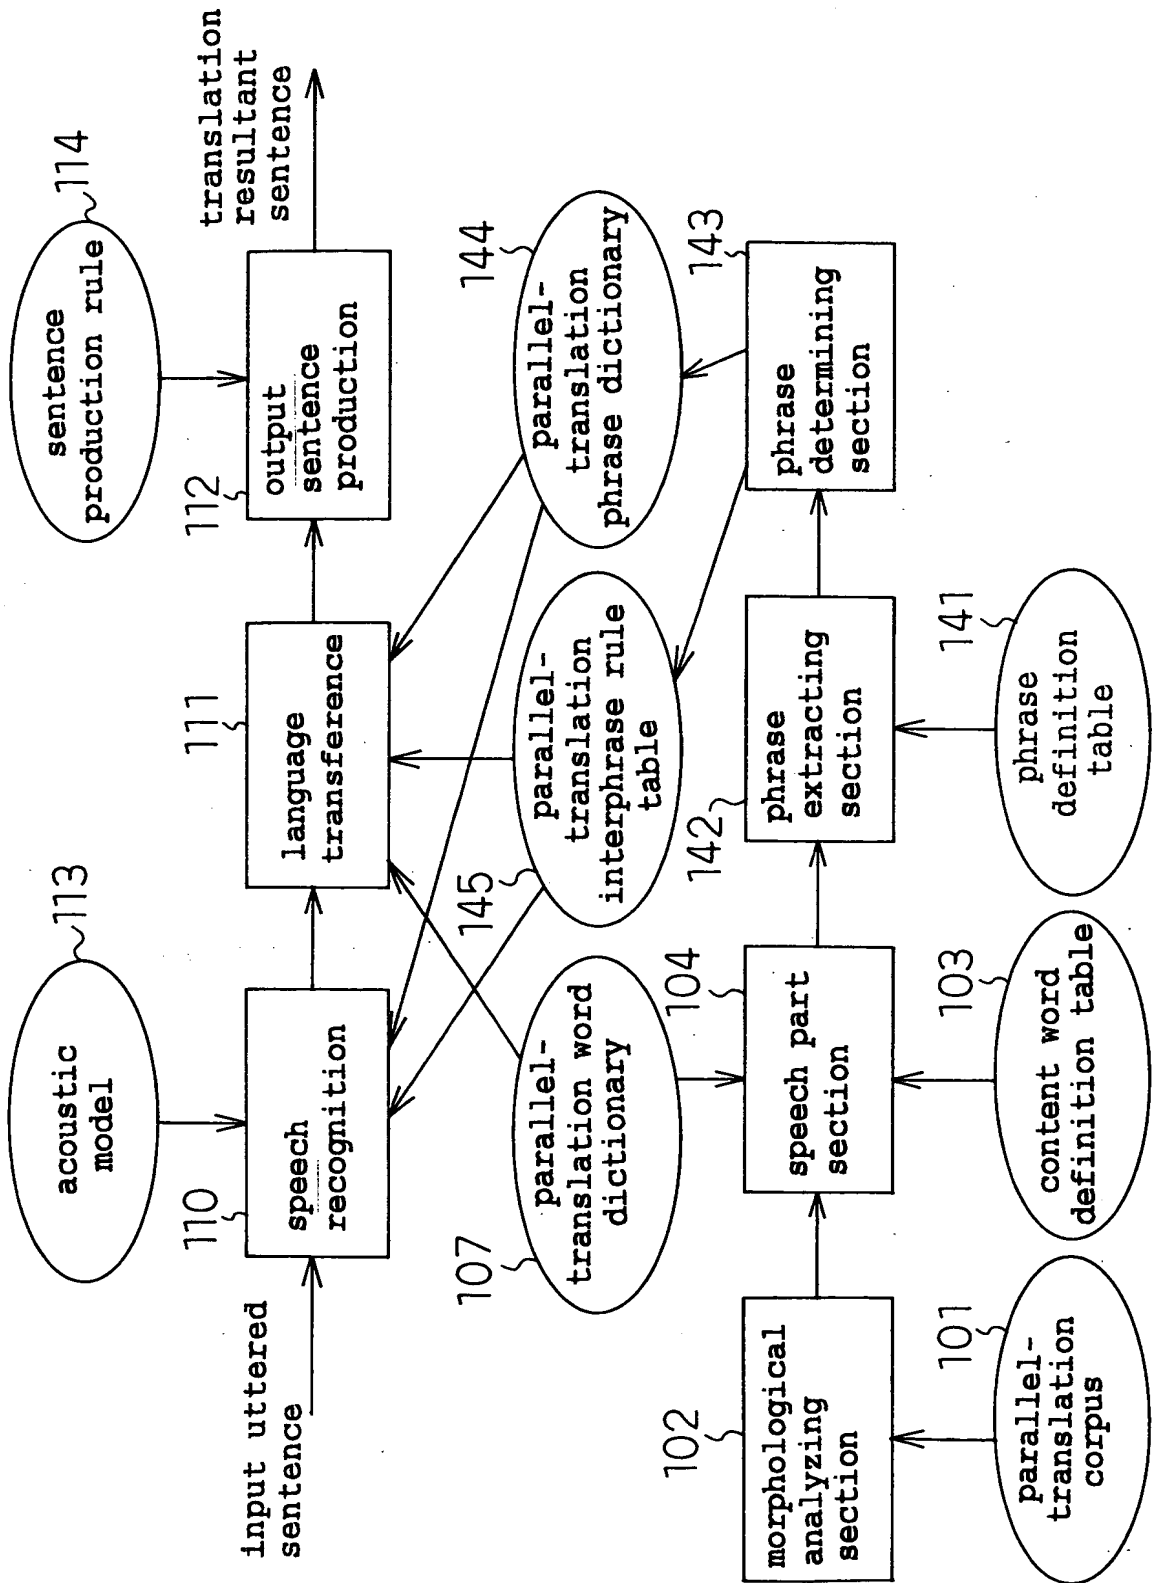 acoustic
model
113
sentence
production rule
114
input uttered
sentence
110
speech
recognition
111
language
transference
112
output
sentence
production
translation
resultant
sentence
107
parallel-
translation word
dictionary
145
parallel-
translation
interphrase rule
table
144
parallel-
translation
phrase dictionary
102
morphological
analyzing
section
104
speech part
section
142
phrase
extracting
section
143
phrase
determining
section
101
parallel-
translation
corpus
103
content word
definition table
141
phrase
definition
table